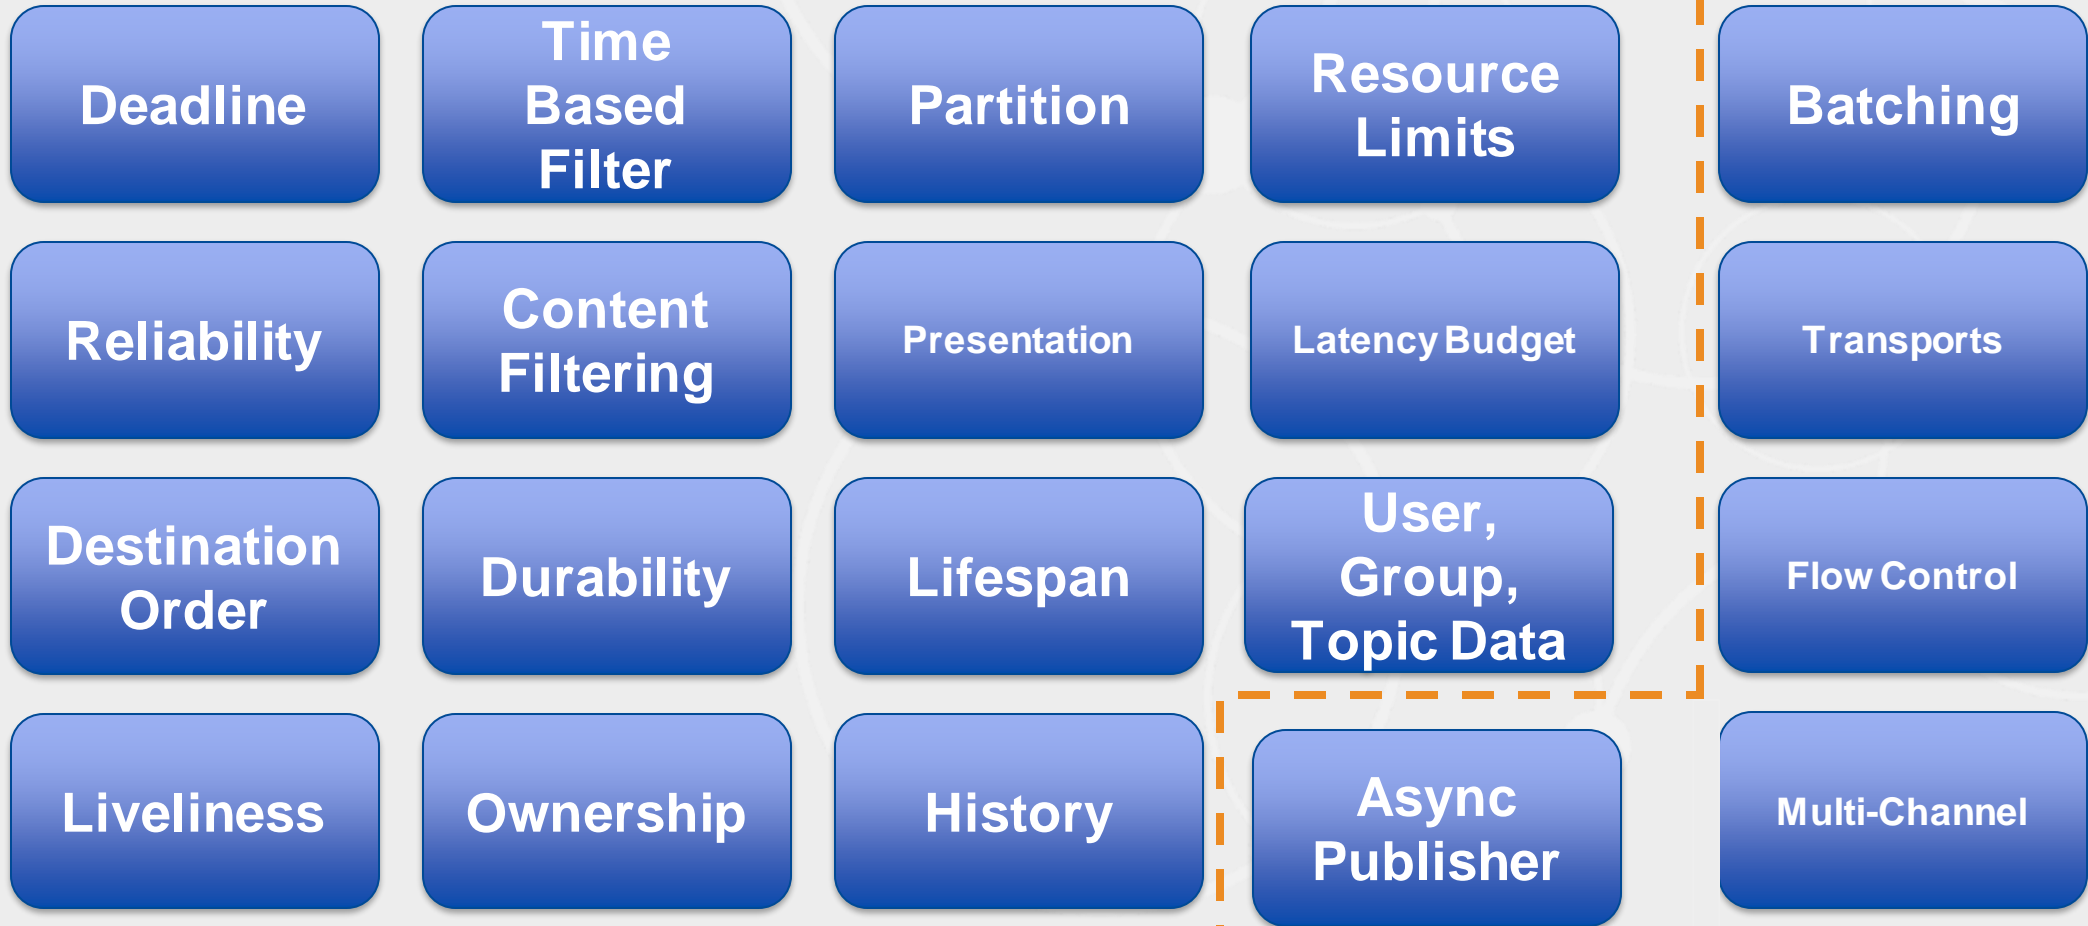 Deadline
Time
Based
Filter
Partition
Resource
Limits
Batching
Reliability
Content
Filtering
Presentation
Latency Budget
Transports
Destination
Order
Durability
Lifespan
User,
Group,
Topic Data
Flow Control
Liveliness
Ownership
History
Async
Publisher
Multi-Channel